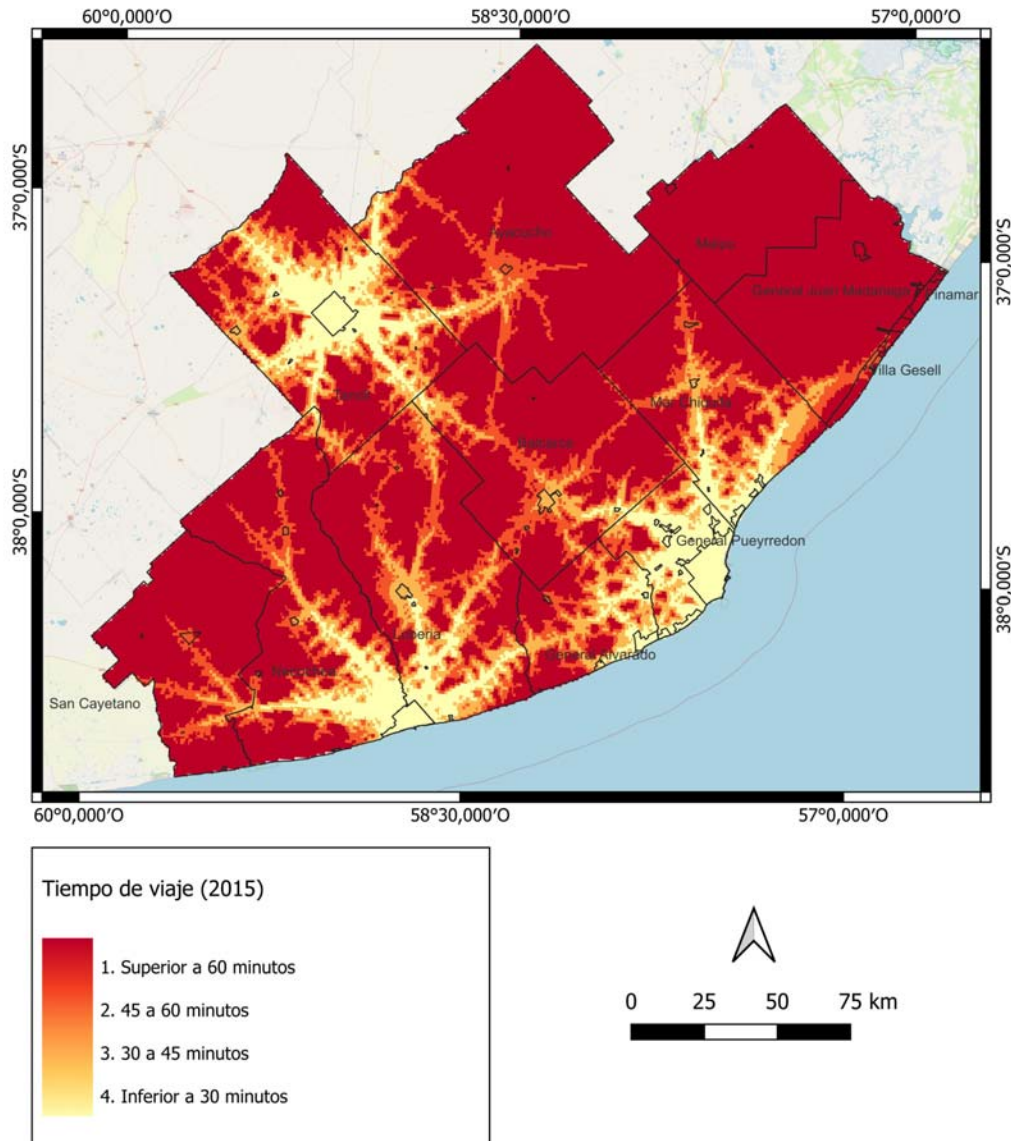 60°0,000′O 58°30,000′O 57°0,000′O
37°0,000′S
37°0,000′S
Ayacucho
Maipú
General Juan Madariaga
Pinamar
Villa Gesell
Tandil
Mar Chiquita
Balcarce
38°0,000′S
General Pueyrredon
38°0,000′S
Lobería
General Alvarado
Necochea
San Cayetano
60°0,000′O 58°30,000′O 57°0,000′O
Tiempo de viaje (2015)
1. Superior a 60 minutos
2. 45 a 60 minutos
3. 30 a 45 minutos
4. Inferior a 30 minutos
0 25 50 75 km